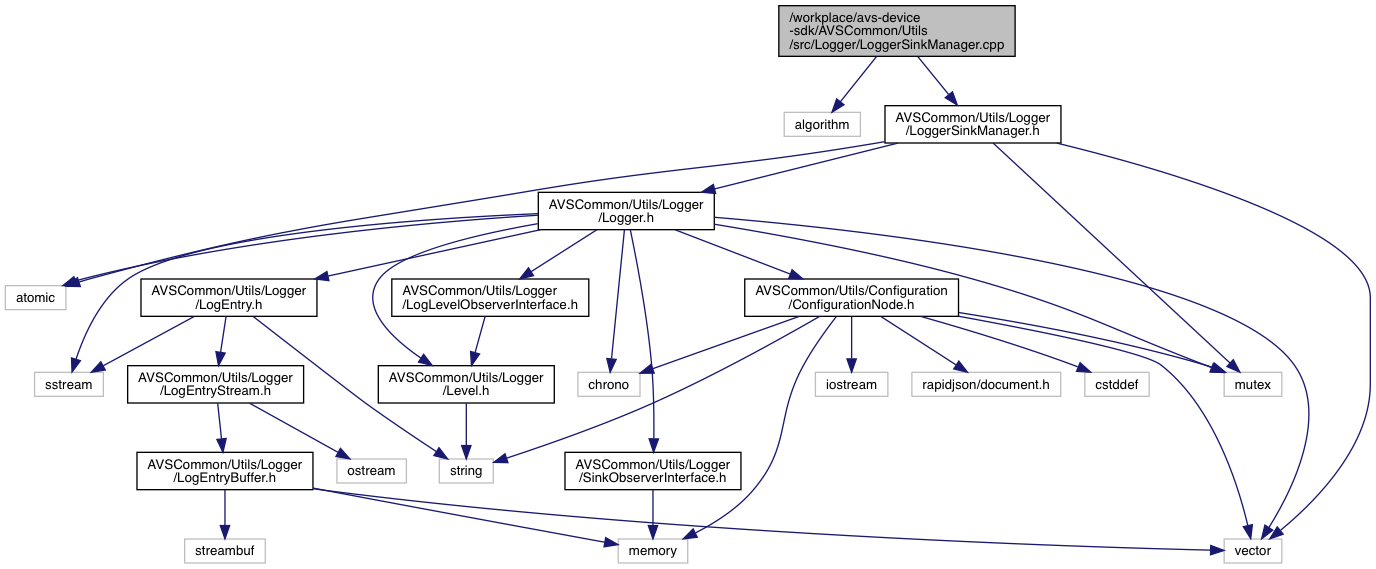 /workplace/avs-device
-sdk/AVSCommon/Utils
/src/Logger/LoggerSinkManager.cpp
algorithm
AVSCommon/Utils/Logger
/LoggerSinkManager.h
AVSCommon/Utils/Logger
/Logger.h
atomic
AVSCommon/Utils/Logger
/LogEntry.h
AVSCommon/Utils/Logger
/LogLevelObserverInterface.h
AVSCommon/Utils/Configuration
/ConfigurationNode.h
sstream
AVSCommon/Utils/Logger
/LogEntryStream.h
AVSCommon/Utils/Logger
/Level.h
chrono
iostream
rapidjson/document.h
cstddef
mutex
AVSCommon/Utils/Logger
/LogEntryBuffer.h
ostream
string
AVSCommon/Utils/Logger
/SinkObserverInterface.h
streambuf
memory
vector